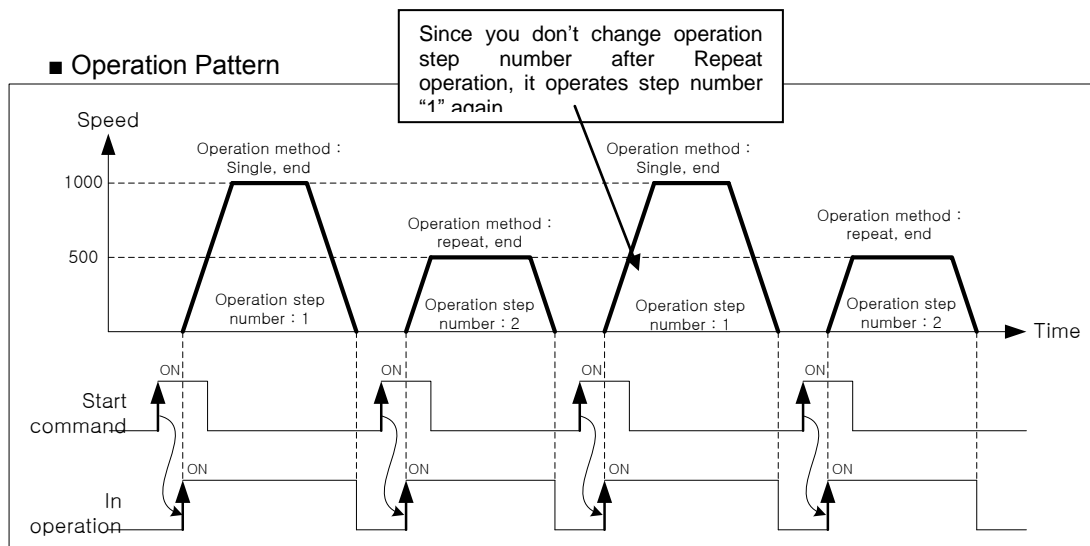 Since you don't change operation
step number after Repeat
operation, it operates step number
"1" again
■ Operation Pattern
Speed
Operation method :
Single, end
Operation method :
Single, end
1000
Operation method :
repeat, end
Operation method :
repeat, end
500
Operation step
number : 1
Operation step
number : 2
Operation step
number : 1
Operation step
number : 2
Time
ON
ON
ON
ON
Start
command
ON
ON
ON
ON
In
operation